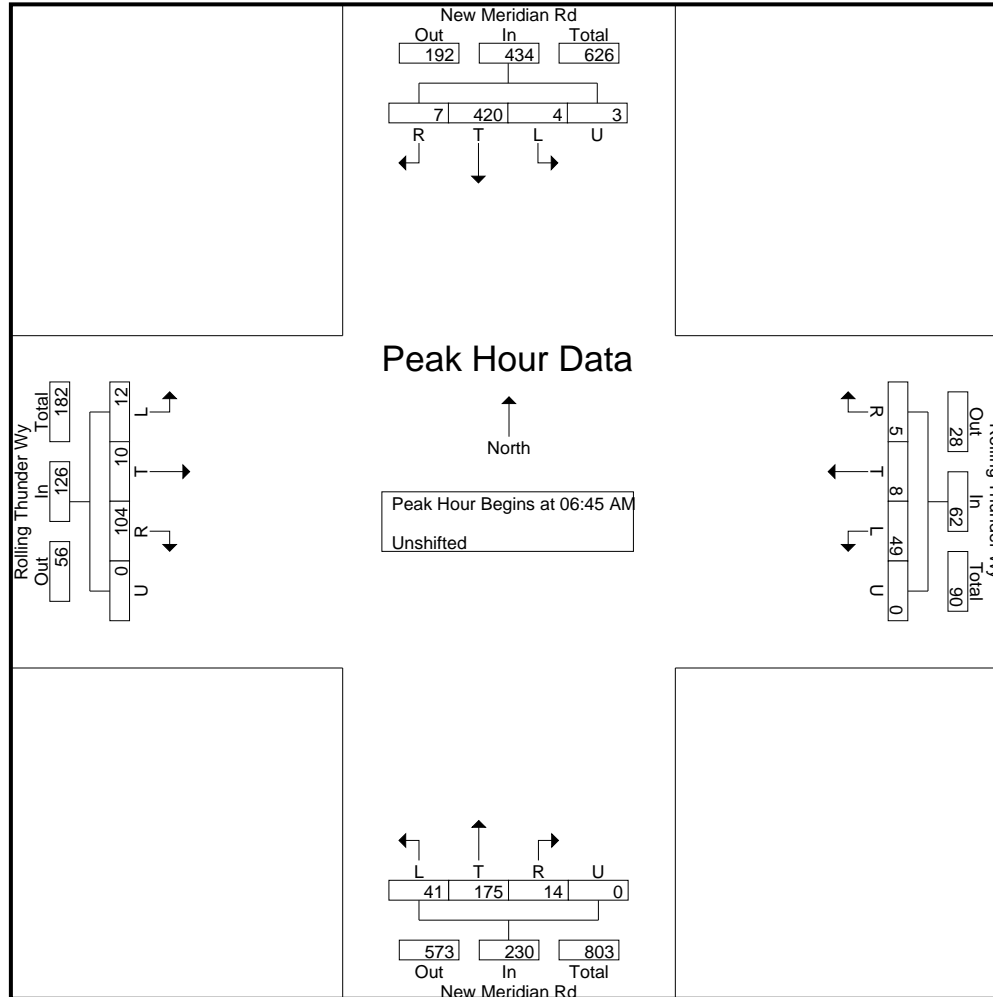 New Meridian Rd
Out In Total
192 434 626
7 420 4 3
R T L U
Peak Hour Data
North
Peak Hour Begins at 06:45 AM
Unshifted
Rolling Thunder Wy
Total In Out
182 126 56
12 10 104 0
L T R U
Rolling Thunder Wy
Out In Total
28 62 90
5 8 49 0
R T L U
L T R U
41 175 14 0
573 230 803
Out In Total
New Meridian Rd